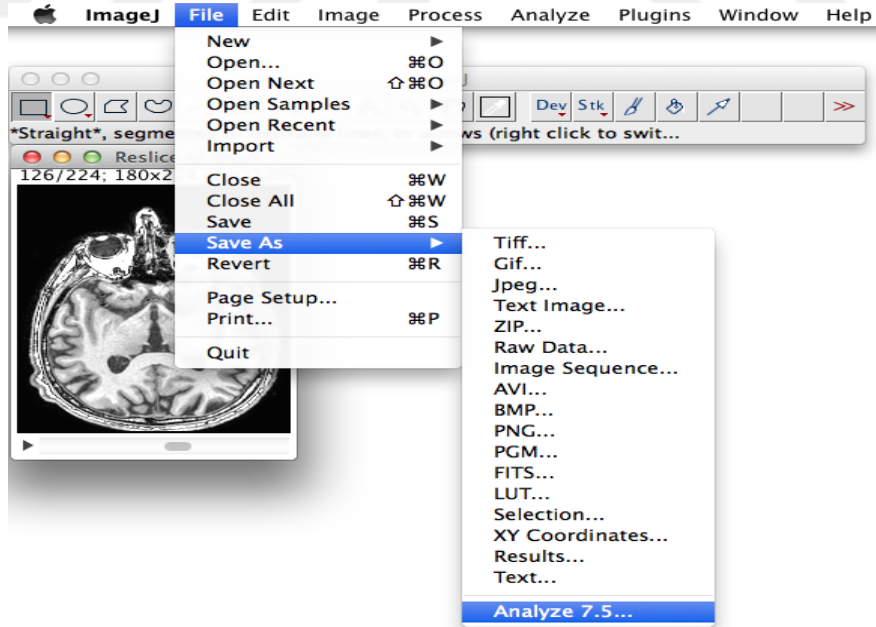 ImageJ File Edit Image Process Analyze Plugins Window Help
New
Open... ⌘O
Open Next ⇧⌘O
Open Samples
Open Recent
Import
Close ⌘W
Close All ⇧⌘W
Save ⌘S
Save As
Revert ⌘R
Page Setup...
Print... ⌘P
Quit
Dev Stk >>
*Straight*, segme
ws (right click to swit...
Reslice
126/224; 180x2
Tiff...
Gif...
Jpeg...
Text Image...
ZIP...
Raw Data...
Image Sequence...
AVI...
BMP...
PNG...
PGM...
FITS...
LUT...
Selection...
XY Coordinates...
Results...
Text...
Analyze 7.5...